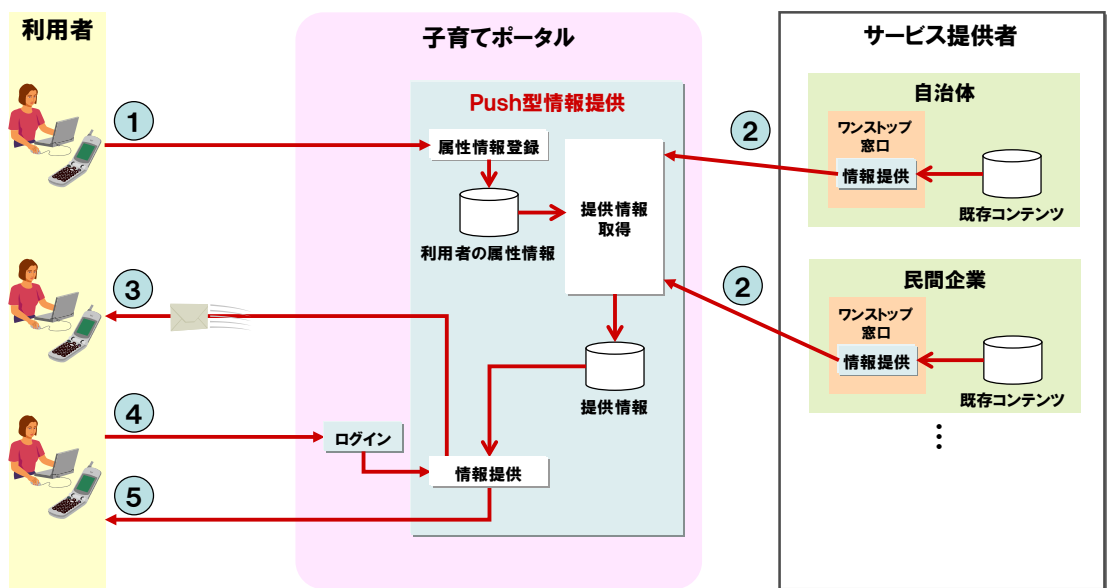 利用者
子育てポータル
サービス提供者
Push型情報提供
自治体
①
②
ワンストップ
窓口
属性情報登録
情報提供
提供情報
取得
既存コンテンツ
利用者の属性情報
③
②
民間企業
ワンストップ
窓口
情報提供
既存コンテンツ
提供情報
④
ログイン
情報提供
⑤